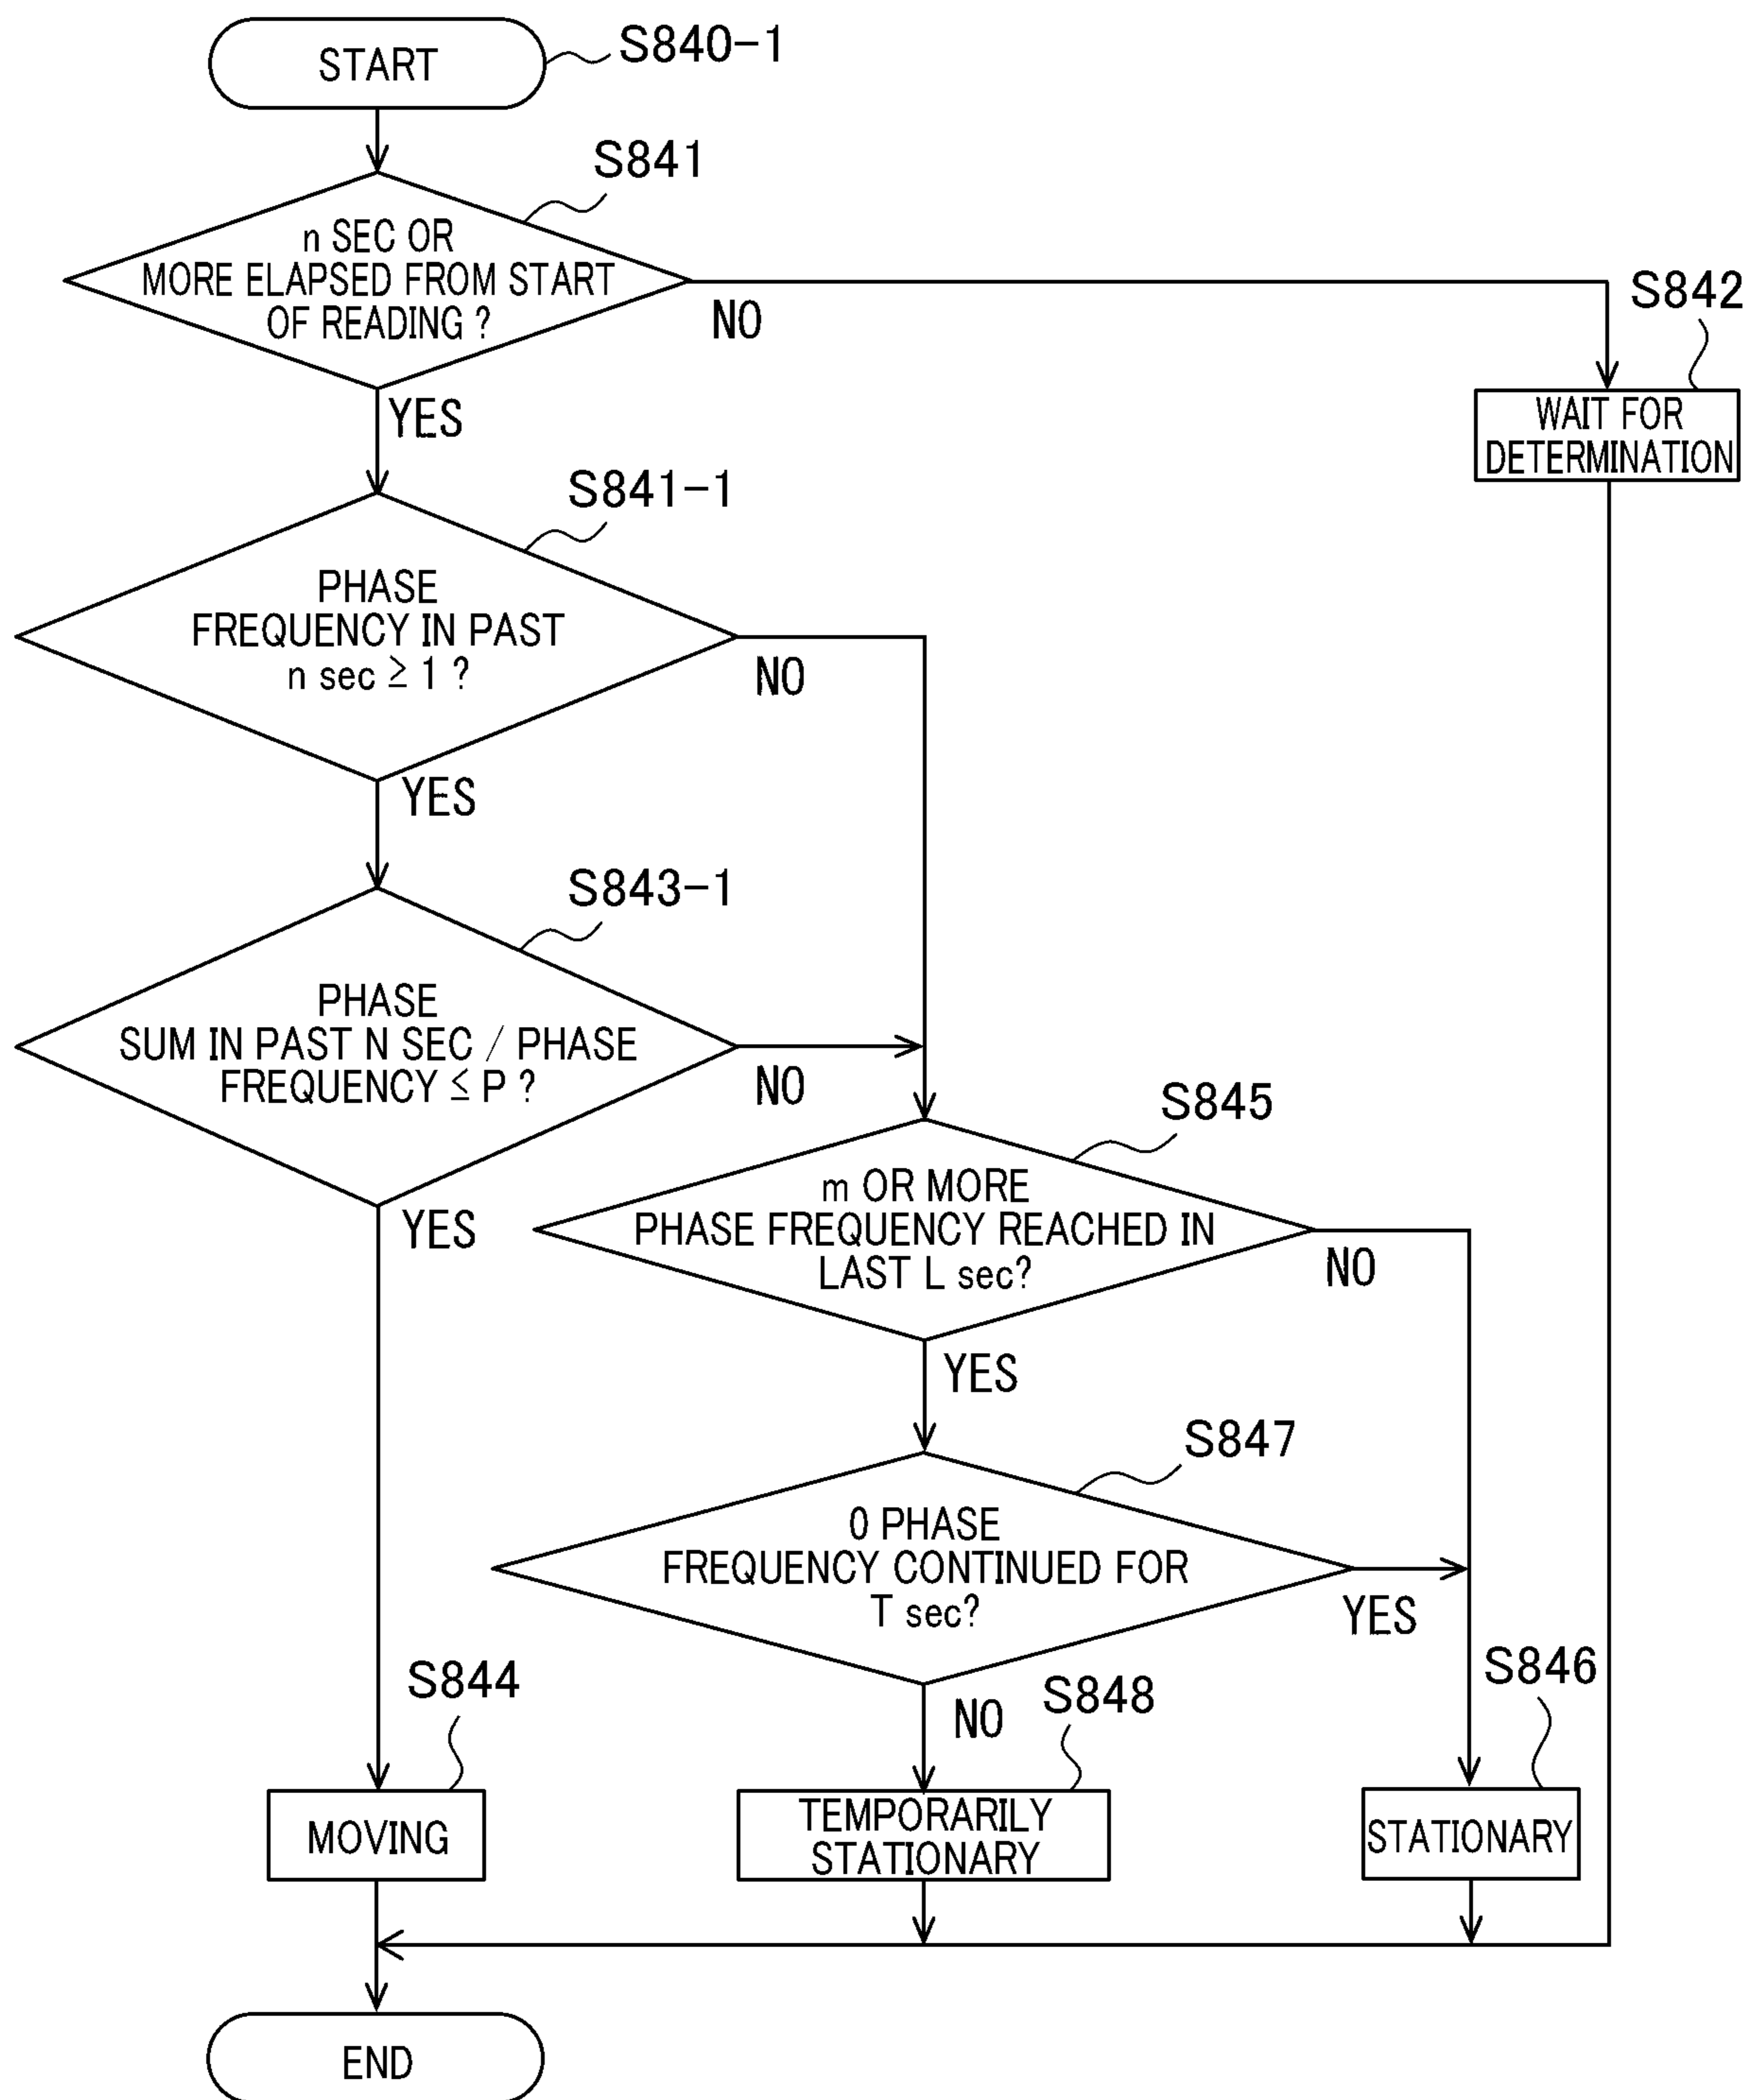 START
S840-1
S841
n SEC OR
MORE ELAPSED FROM START
OF READING ?
NO
S842
WAIT FOR
DETERMINATION
YES
S841-1
PHASE
FREQUENCY IN PAST
n sec ≥ 1 ?
NO
YES
S843-1
PHASE
SUM IN PAST N SEC / PHASE
FREQUENCY ≤ P ?
NO
YES
S845
m OR MORE
PHASE FREQUENCY REACHED IN
LAST L sec?
NO
YES
S847
0 PHASE
FREQUENCY CONTINUED FOR
T sec?
YES
NO
S844
MOVING
S848
TEMPORARILY
STATIONARY
S846
STATIONARY
END